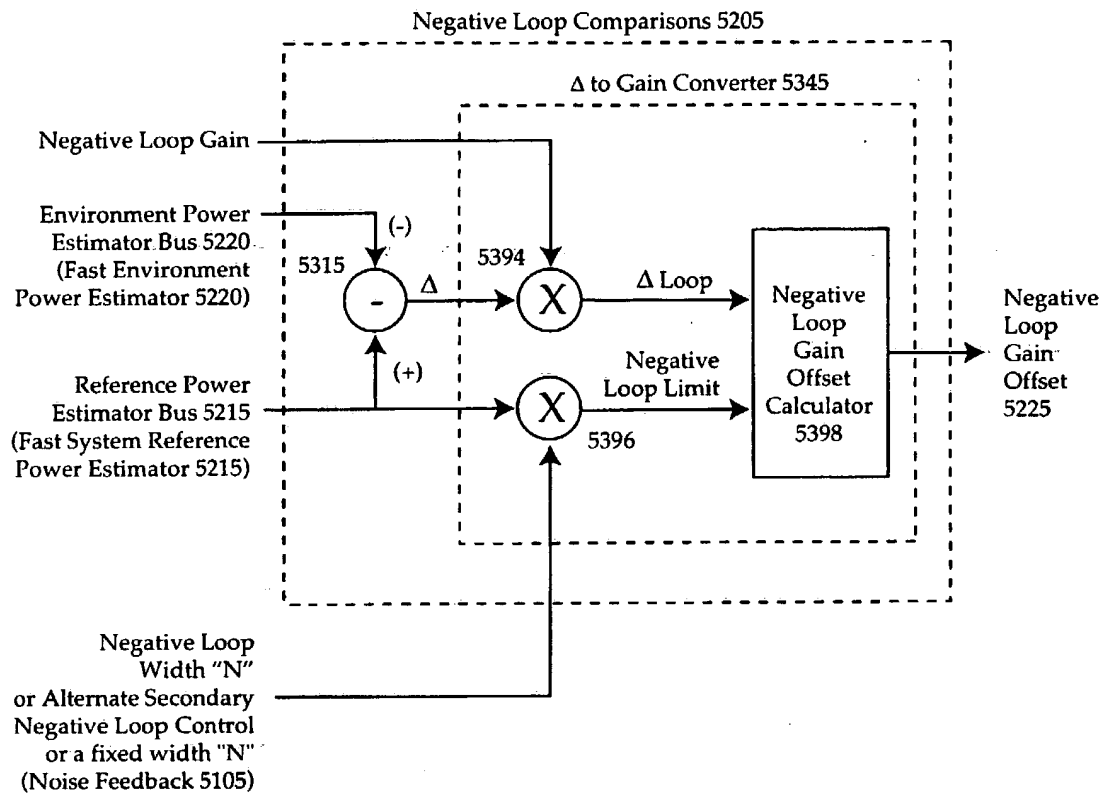 Negative Loop Comparisons 5205
Δ to Gain Converter 5345
Negative Loop Gain
Environment Power
Estimator Bus 5220
(Fast Environment
Power Estimator 5220)
(-)
5315
-
Δ
5394
X
Δ Loop
Negative
Loop
Gain
Offset
Calculator
5398
Negative
Loop
Gain
Offset
5225
Reference Power
Estimator Bus 5215
(Fast System Reference
Power Estimator 5215)
(+)
X
5396
Negative
Loop Limit
Negative Loop
Width "N"
or Alternate Secondary
Negative Loop Control
or a fixed width "N"
(Noise Feedback 5105)